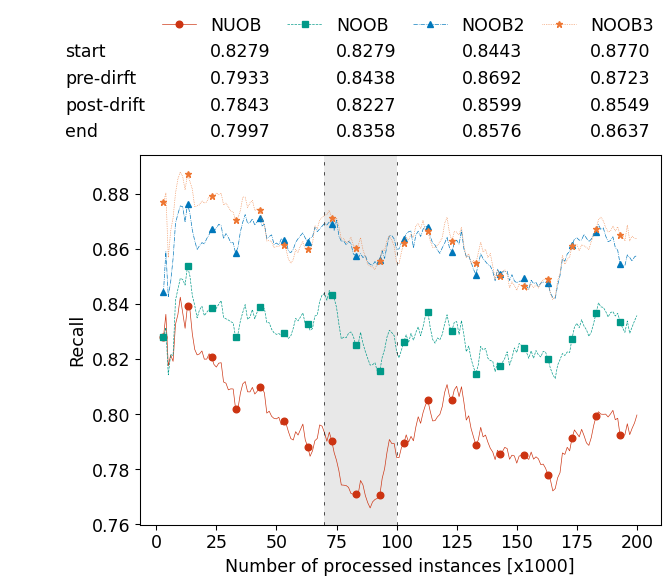 NUOB NOOB NOOB2 NOOB3
start 0.8279 0.8279 0.8443 0.8770
pre-dirft 0.7933 0.8438 0.8692 0.8723
post-drift 0.7843 0.8227 0.8599 0.8549
end 0.7997 0.8358 0.8576 0.8637
0.88
0.86
0.84
0.82
0.80
0.78
0.76
Recall
0 25 50 75 100 125 150 175 200
Number of processed instances [x1000]